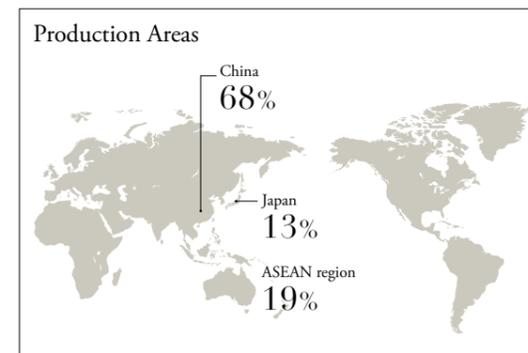 Production Areas
China
68%
Japan
13%
ASEAN region
19%